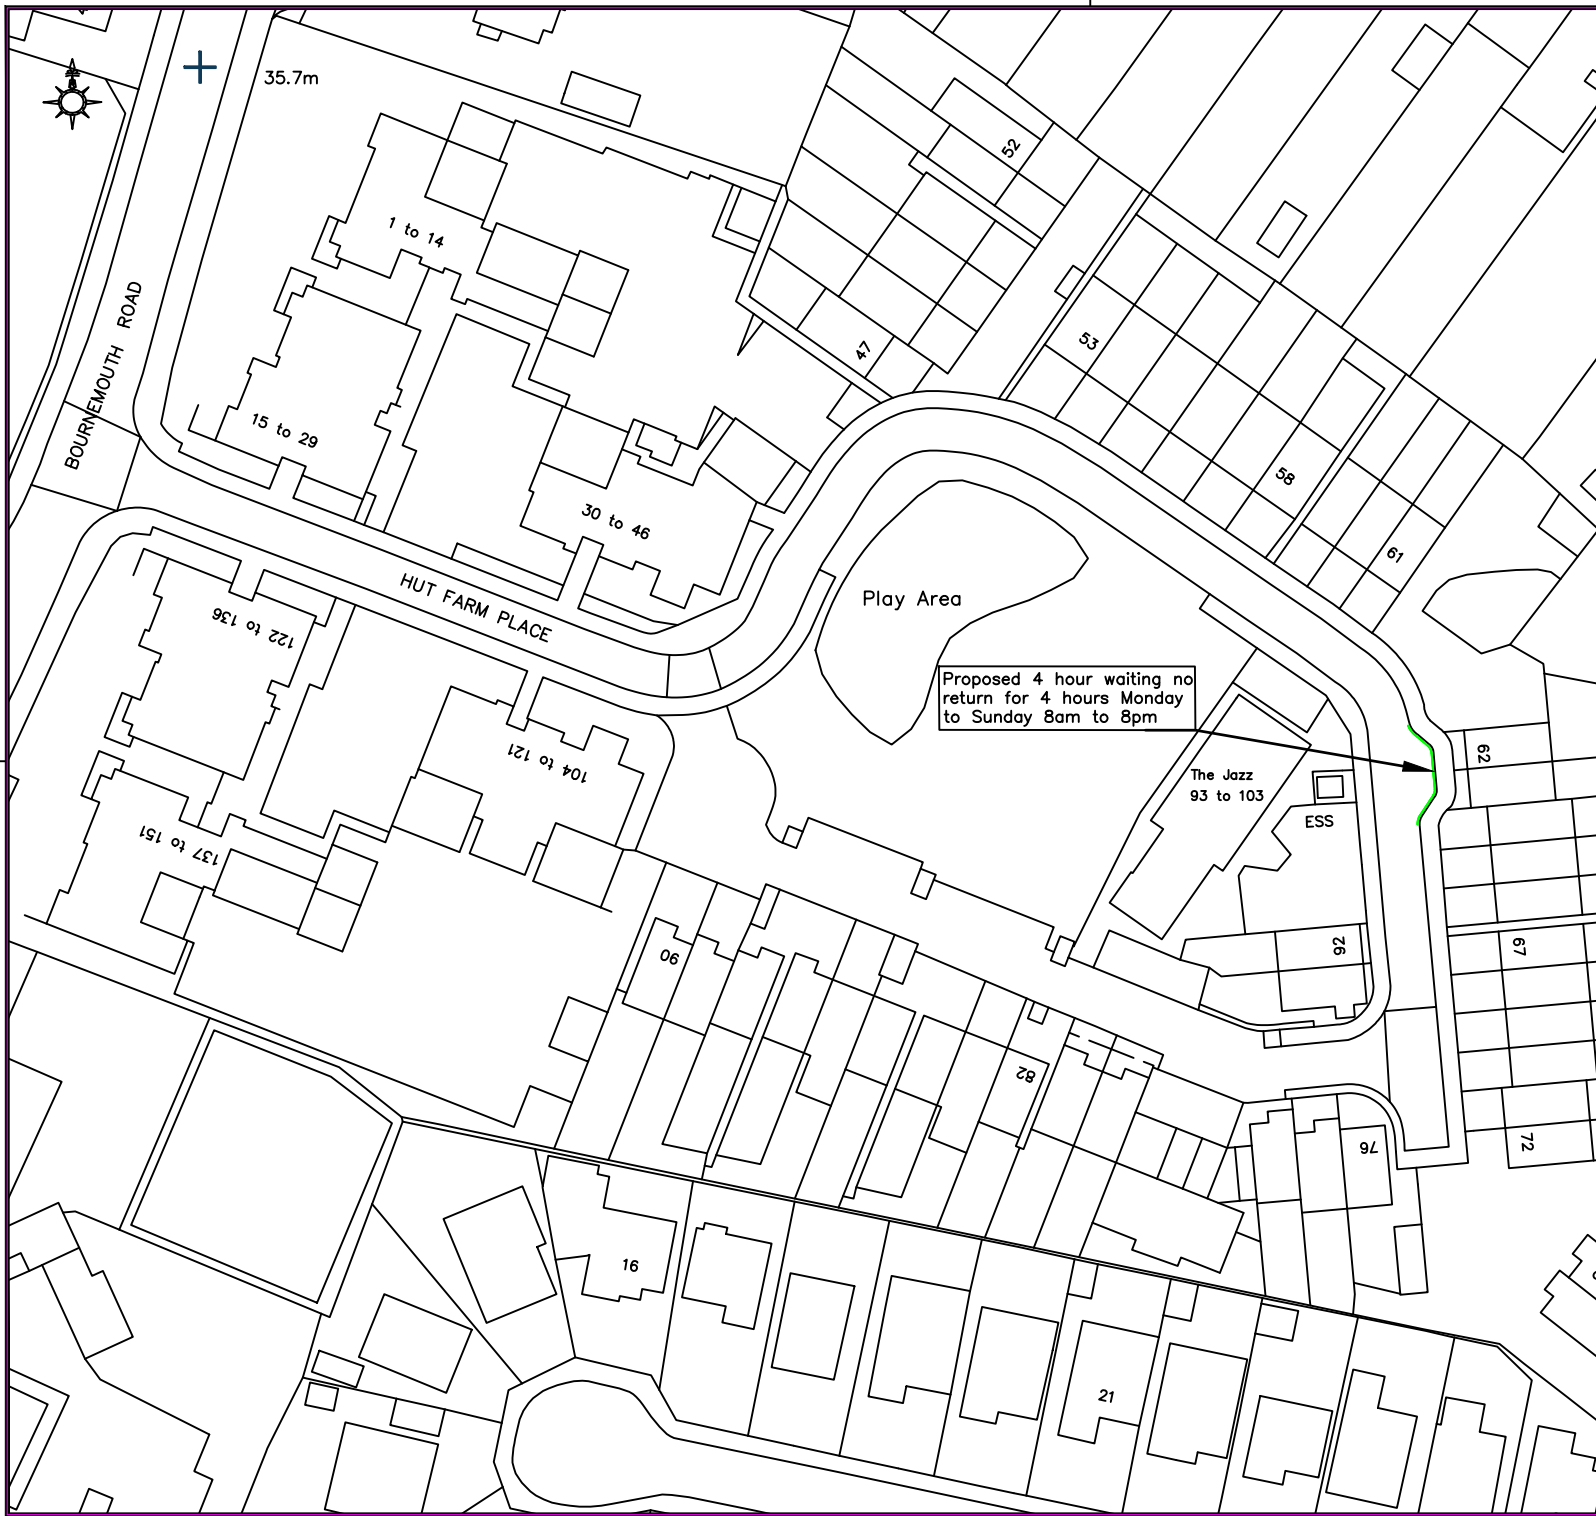 35.7m
52
1 to 14
BOURNEMOUTH ROAD
53
47
15 to 29
58
30 to 46
61
HUT FARM PLACE
Play Area
122 to 136
Proposed 4 hour waiting no
return for 4 hours Monday
to Sunday 8am to 8pm
104 to 121
62
The Jazz
93 to 103
ESS
137 to 151
90
92
67
82
76
72
16
21